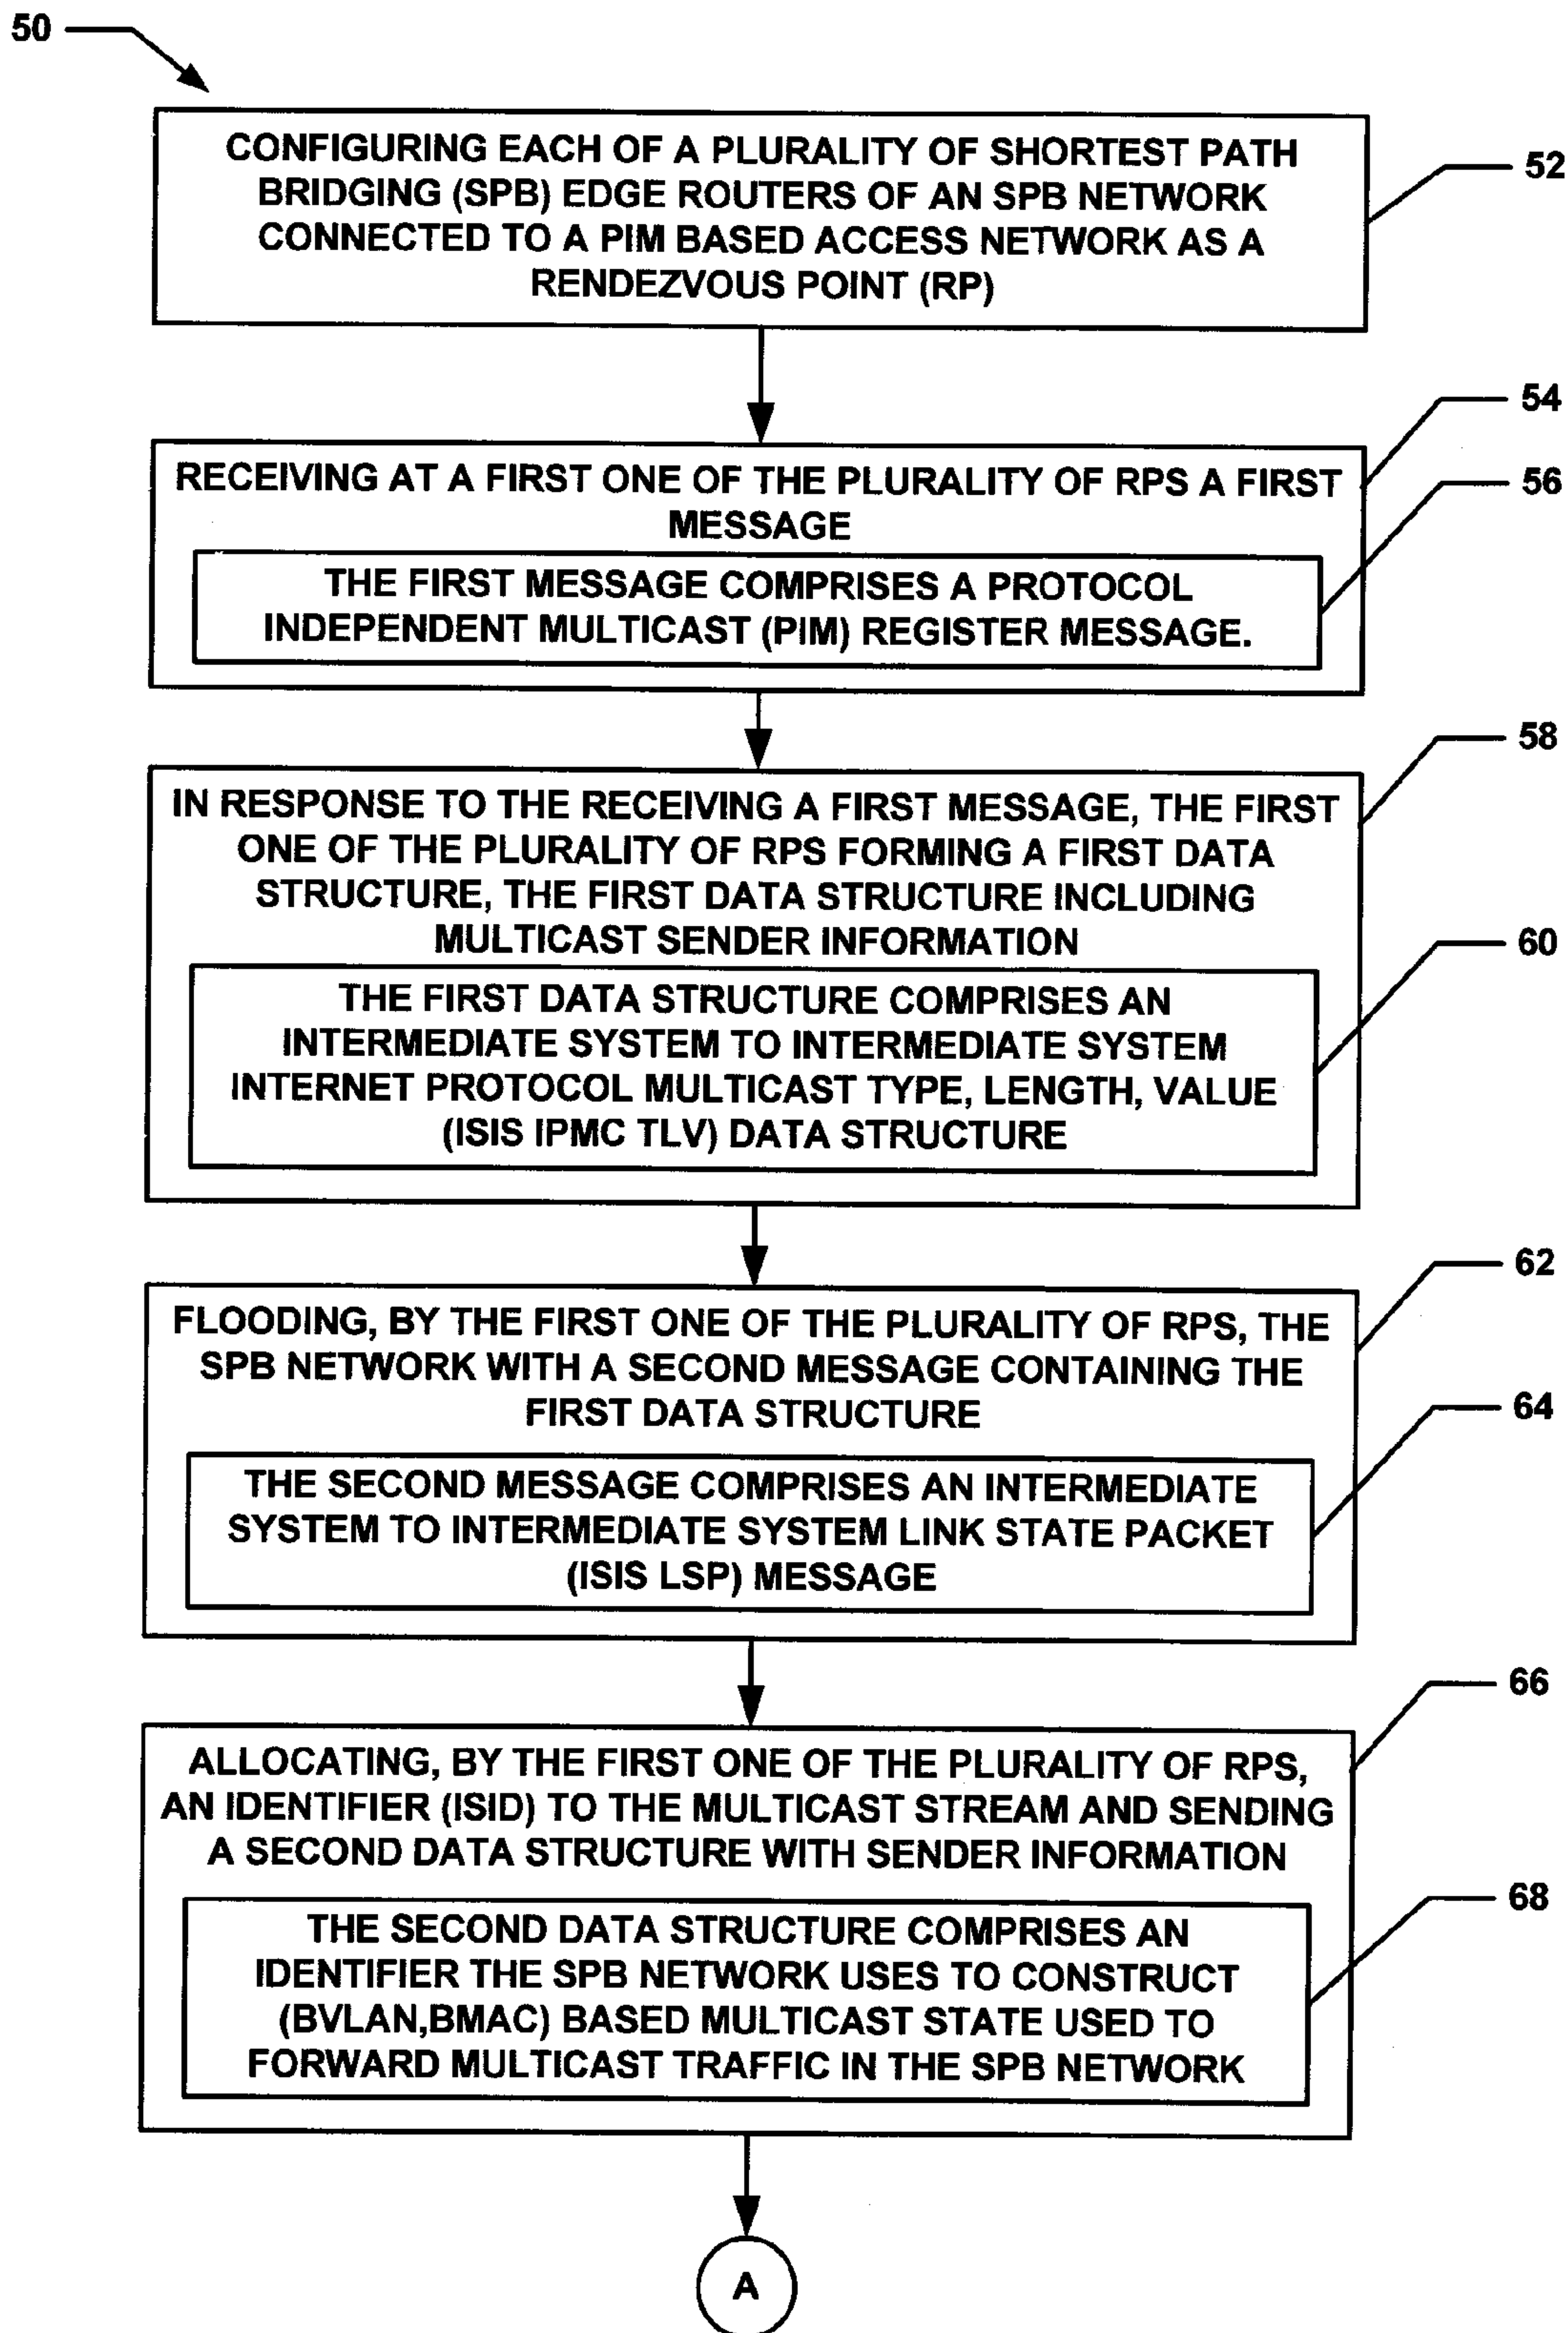 50
CONFIGURING EACH OF A PLURALITY OF SHORTEST PATH
BRIDGING (SPB) EDGE ROUTERS OF AN SPB NETWORK
CONNECTED TO A PIM BASED ACCESS NETWORK AS A
RENDEZVOUS POINT (RP)
52
RECEIVING AT A FIRST ONE OF THE PLURALITY OF RPS A FIRST
MESSAGE
54
THE FIRST MESSAGE COMPRISES A PROTOCOL
INDEPENDENT MULTICAST (PIM) REGISTER MESSAGE.
56
IN RESPONSE TO THE RECEIVING A FIRST MESSAGE, THE FIRST
ONE OF THE PLURALITY OF RPS FORMING A FIRST DATA
STRUCTURE, THE FIRST DATA STRUCTURE INCLUDING
MULTICAST SENDER INFORMATION
58
THE FIRST DATA STRUCTURE COMPRISES AN
INTERMEDIATE SYSTEM TO INTERMEDIATE SYSTEM
INTERNET PROTOCOL MULTICAST TYPE, LENGTH, VALUE
(ISIS IPMC TLV) DATA STRUCTURE
60
FLOODING, BY THE FIRST ONE OF THE PLURALITY OF RPS, THE
SPB NETWORK WITH A SECOND MESSAGE CONTAINING THE
FIRST DATA STRUCTURE
62
THE SECOND MESSAGE COMPRISES AN INTERMEDIATE
SYSTEM TO INTERMEDIATE SYSTEM LINK STATE PACKET
(ISIS LSP) MESSAGE
64
ALLOCATING, BY THE FIRST ONE OF THE PLURALITY OF RPS,
AN IDENTIFIER (ISID) TO THE MULTICAST STREAM AND SENDING
A SECOND DATA STRUCTURE WITH SENDER INFORMATION
66
THE SECOND DATA STRUCTURE COMPRISES AN
IDENTIFIER THE SPB NETWORK USES TO CONSTRUCT
(BVLAN,BMAC) BASED MULTICAST STATE USED TO
FORWARD MULTICAST TRAFFIC IN THE SPB NETWORK
68
A